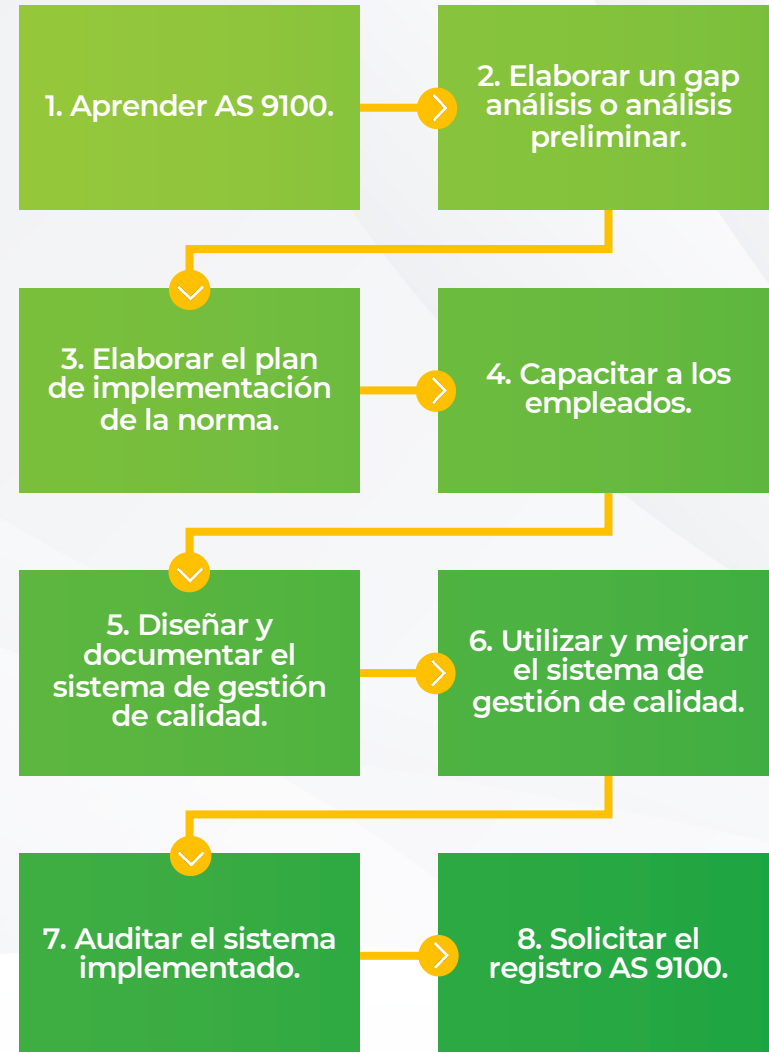 1. Aprender AS 9100.
2. Elaborar un gap
análisis o análisis
preliminar.
3. Elaborar el plan
de implementación
de la norma.
4. Capacitar a los
empleados.
5. Diseñar y
documentar el
sistema de gestión
de calidad.
6. Utilizar y mejorar
el sistema de
gestión de calidad.
7. Auditar el sistema
implementado.
8. Solicitar el
registro AS 9100.